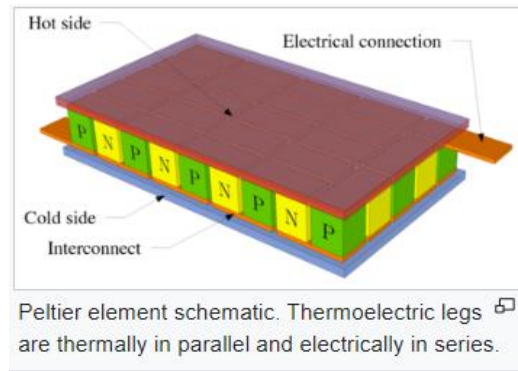 Hot side
Electrical connection
P N P N P N P N P
Cold side
Interconnect
Peltier element schematic. Thermoelectric legs
are thermally in parallel and electrically in series.